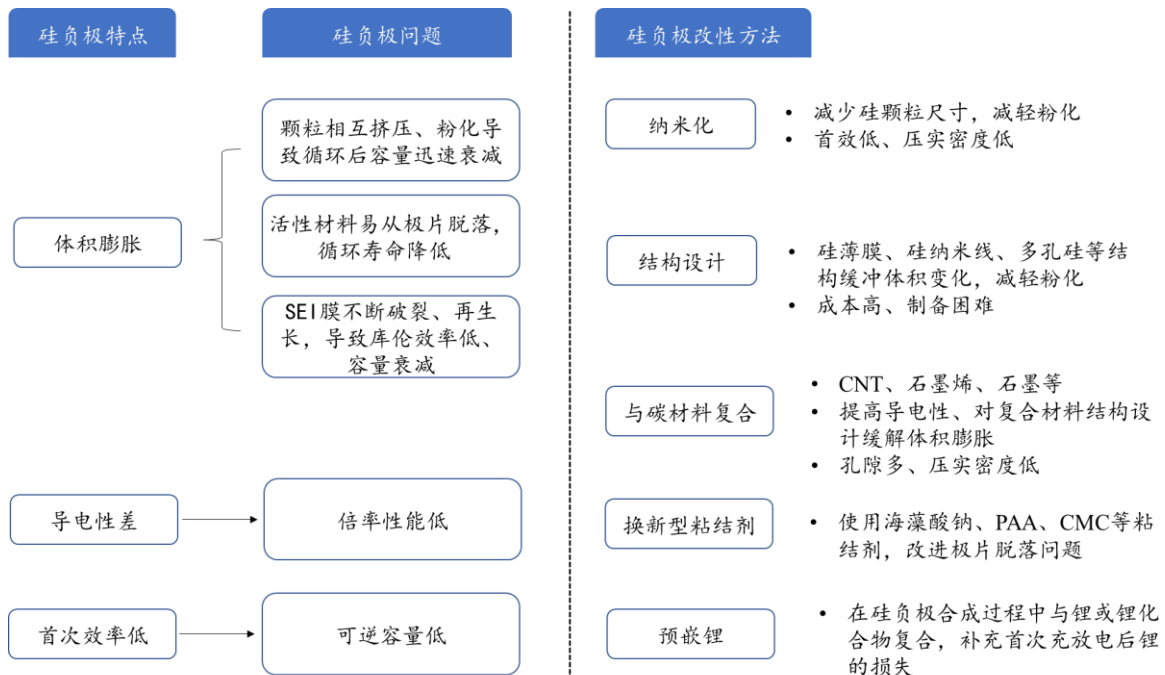 硅负极特点
硅负极问题
颗粒相互挤压、粉化导
致循环后容量迅速衰减
体积膨胀
活性材料易从极片脱落，
循环寿命降低
SEI膜不断破裂、再生
长，导致库伦效率低、
容量衰减
导电性差
倍率性能低
首次效率低
可逆容量低
硅负极改性方法
纳米化
• 减少硅颗粒尺寸，减轻粉化
• 首效低、压实密度低
结构设计
• 硅薄膜、硅纳米线、多孔硅等结
构缓冲体积变化，减轻粉化
• 成本高、制备困难
与碳材料复合
• CNT、石墨烯、石墨等
• 提高导电性、对复合材料结构设
计缓解体积膨胀
• 孔隙多、压实密度低
换新型粘结剂
• 使用海藻酸钠、PAA、CMC等粘
结剂，改进极片脱落问题
预嵌锂
• 在硅负极合成过程中与锂或锂化
合物复合，补充首次充放电后锂
的损失